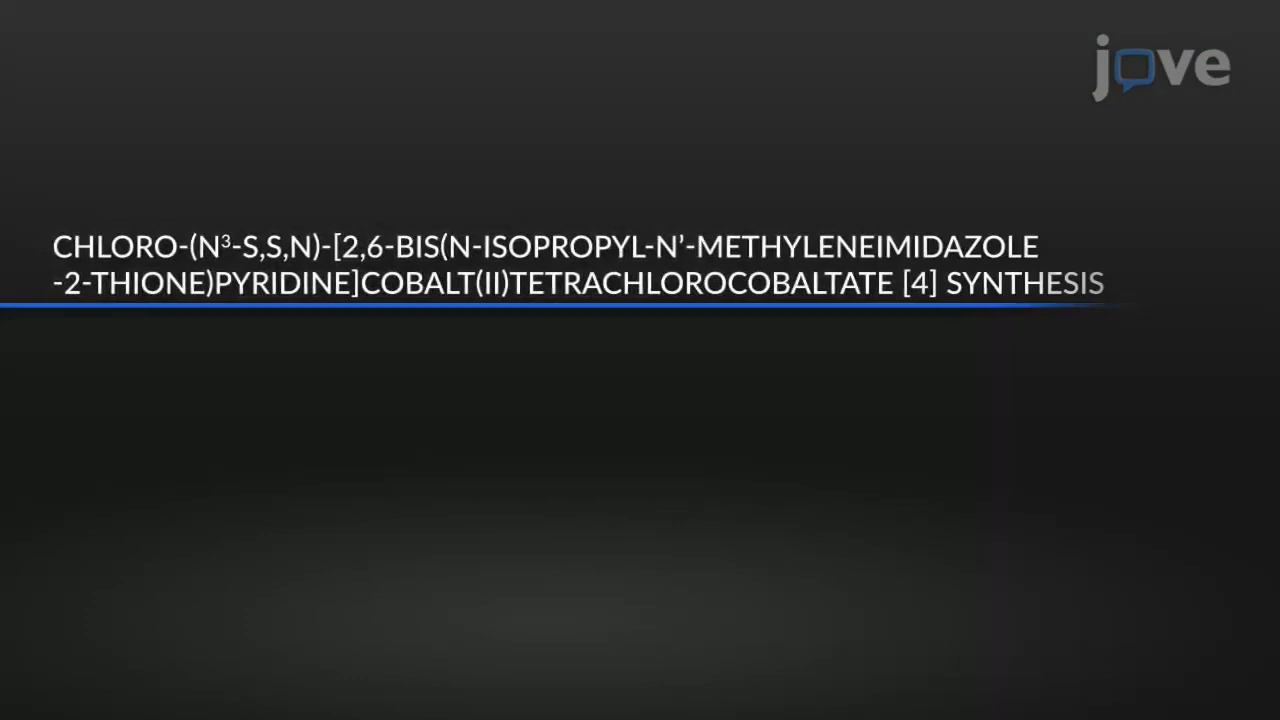 jove
CHLORO-(N³-S,S,N)-[2,6-BIS(N-ISOPROPYL-N’-METHYLENEIMIDAZOLE
-2-THIONE)PYRIDINE]COBALT(II)TETRACHLOROCOBALTATE [4] SYNTHESIS